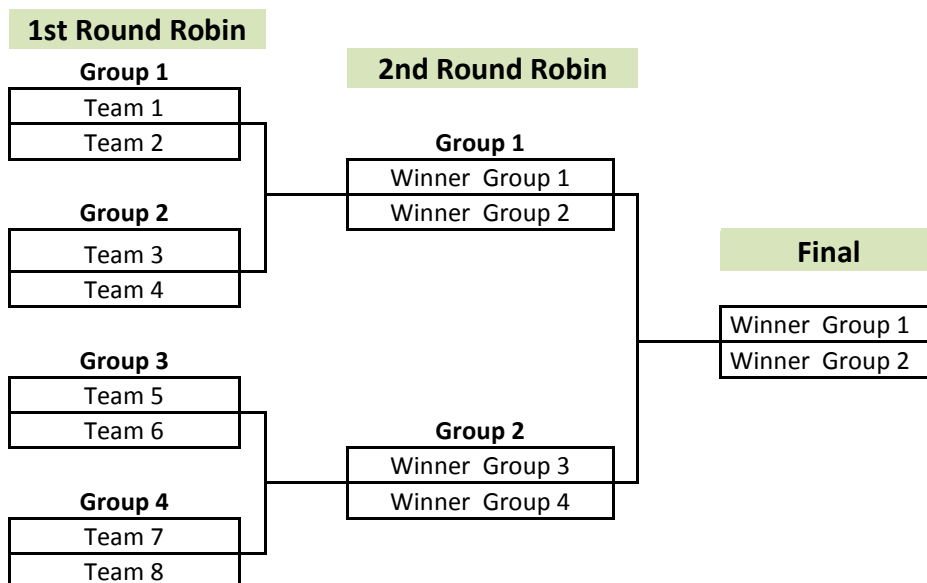 1st Round Robin
Group 1
Team 1
Team 2
Group 2
Team 3
Team 4
Group 3
Team 5
Team 6
Group 4
Team 7
Team 8
2nd Round Robin
Group 1
Winner Group 1
Winner Group 2
Group 2
Winner Group 3
Winner Group 4
Final
Winner Group 1
Winner Group 2